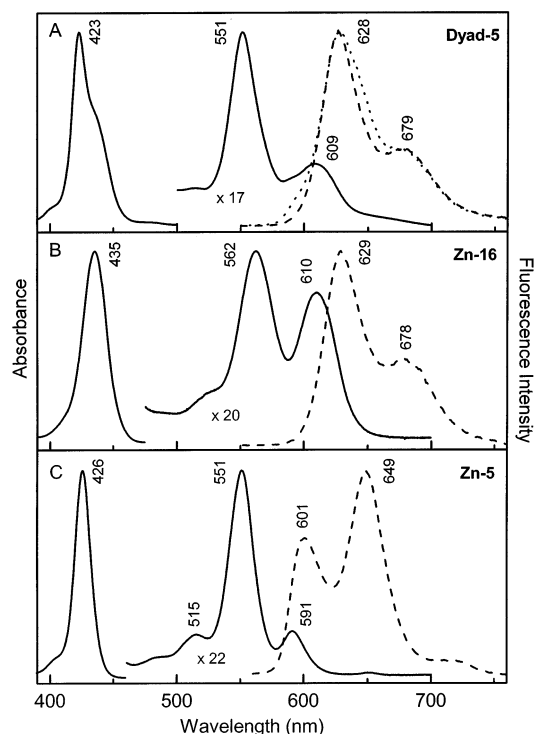 A
423
551
628
Dyad-5
609
679
x 17
B
435
562
610
629
Zn-16
678
x 20
C
426
551
649
Zn-5
601
515
591
x 22
Absorbance
Fluorescence Intensity
400 500 600 700
Wavelength (nm)